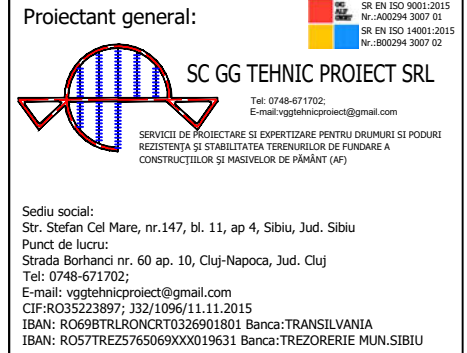 Proiectant general:
SR EN ISO 9001:2015
Nr.:A00294 3007 01
SR EN ISO 14001:2015
Nr.:B00294 3007 02
SC GG TEHNIC PROIECT SRL
Tel: 0748-671702;
E-mail:vggtehnicproiect@gmail.com
SERVICII DE PROIECTARE SI EXPERTIZARE PENTRU DRUMURI SI PODURI
REZISTENŢA ŞI STABILITATEA TERENURILOR DE FUNDARE A
CONSTRUCŢIILOR ŞI MASIVELOR DE PĂMÂNT (AF)
Sediu social:
Str. Stefan Cel Mare, nr.147, bl. 11, ap 4, Sibiu, Jud. Sibiu
Punct de lucru:
Strada Borhanci nr. 60 ap. 10, Cluj-Napoca, Jud. Cluj
Tel: 0748-671702;
E-mail: vggtehnicproiect@gmail.com
CIF:RO35223897; J32/1096/11.11.2015
IBAN: RO69BTRLRONCRT0326901801 Banca:TRANSILVANIA
IBAN: RO57TREZ5765069XXX019631 Banca:TREZORERIE MUN.SIBIU